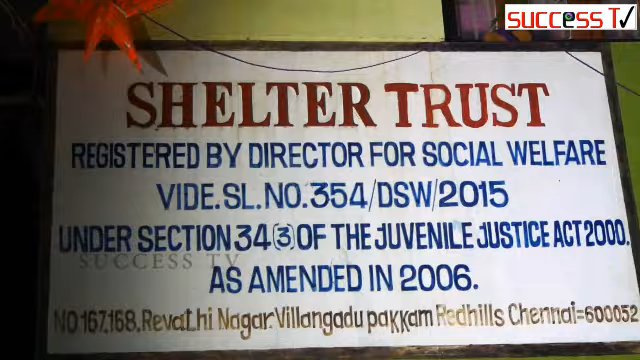 success TV
SHELTER TRUST
REGISTERED BY DIRECTOR FOR SOCIAL WELFARE
VIDE.SL.NO.354/DSW/2015
UNDER SECTION 34(3) OF THE JUVENILE JUSTICE ACT 2000.
SUCCESS TV
AS AMENDED IN 2006.
NO 167,168. Revathi Nagar. Villangadu pakkam Redhills Chennai=600052